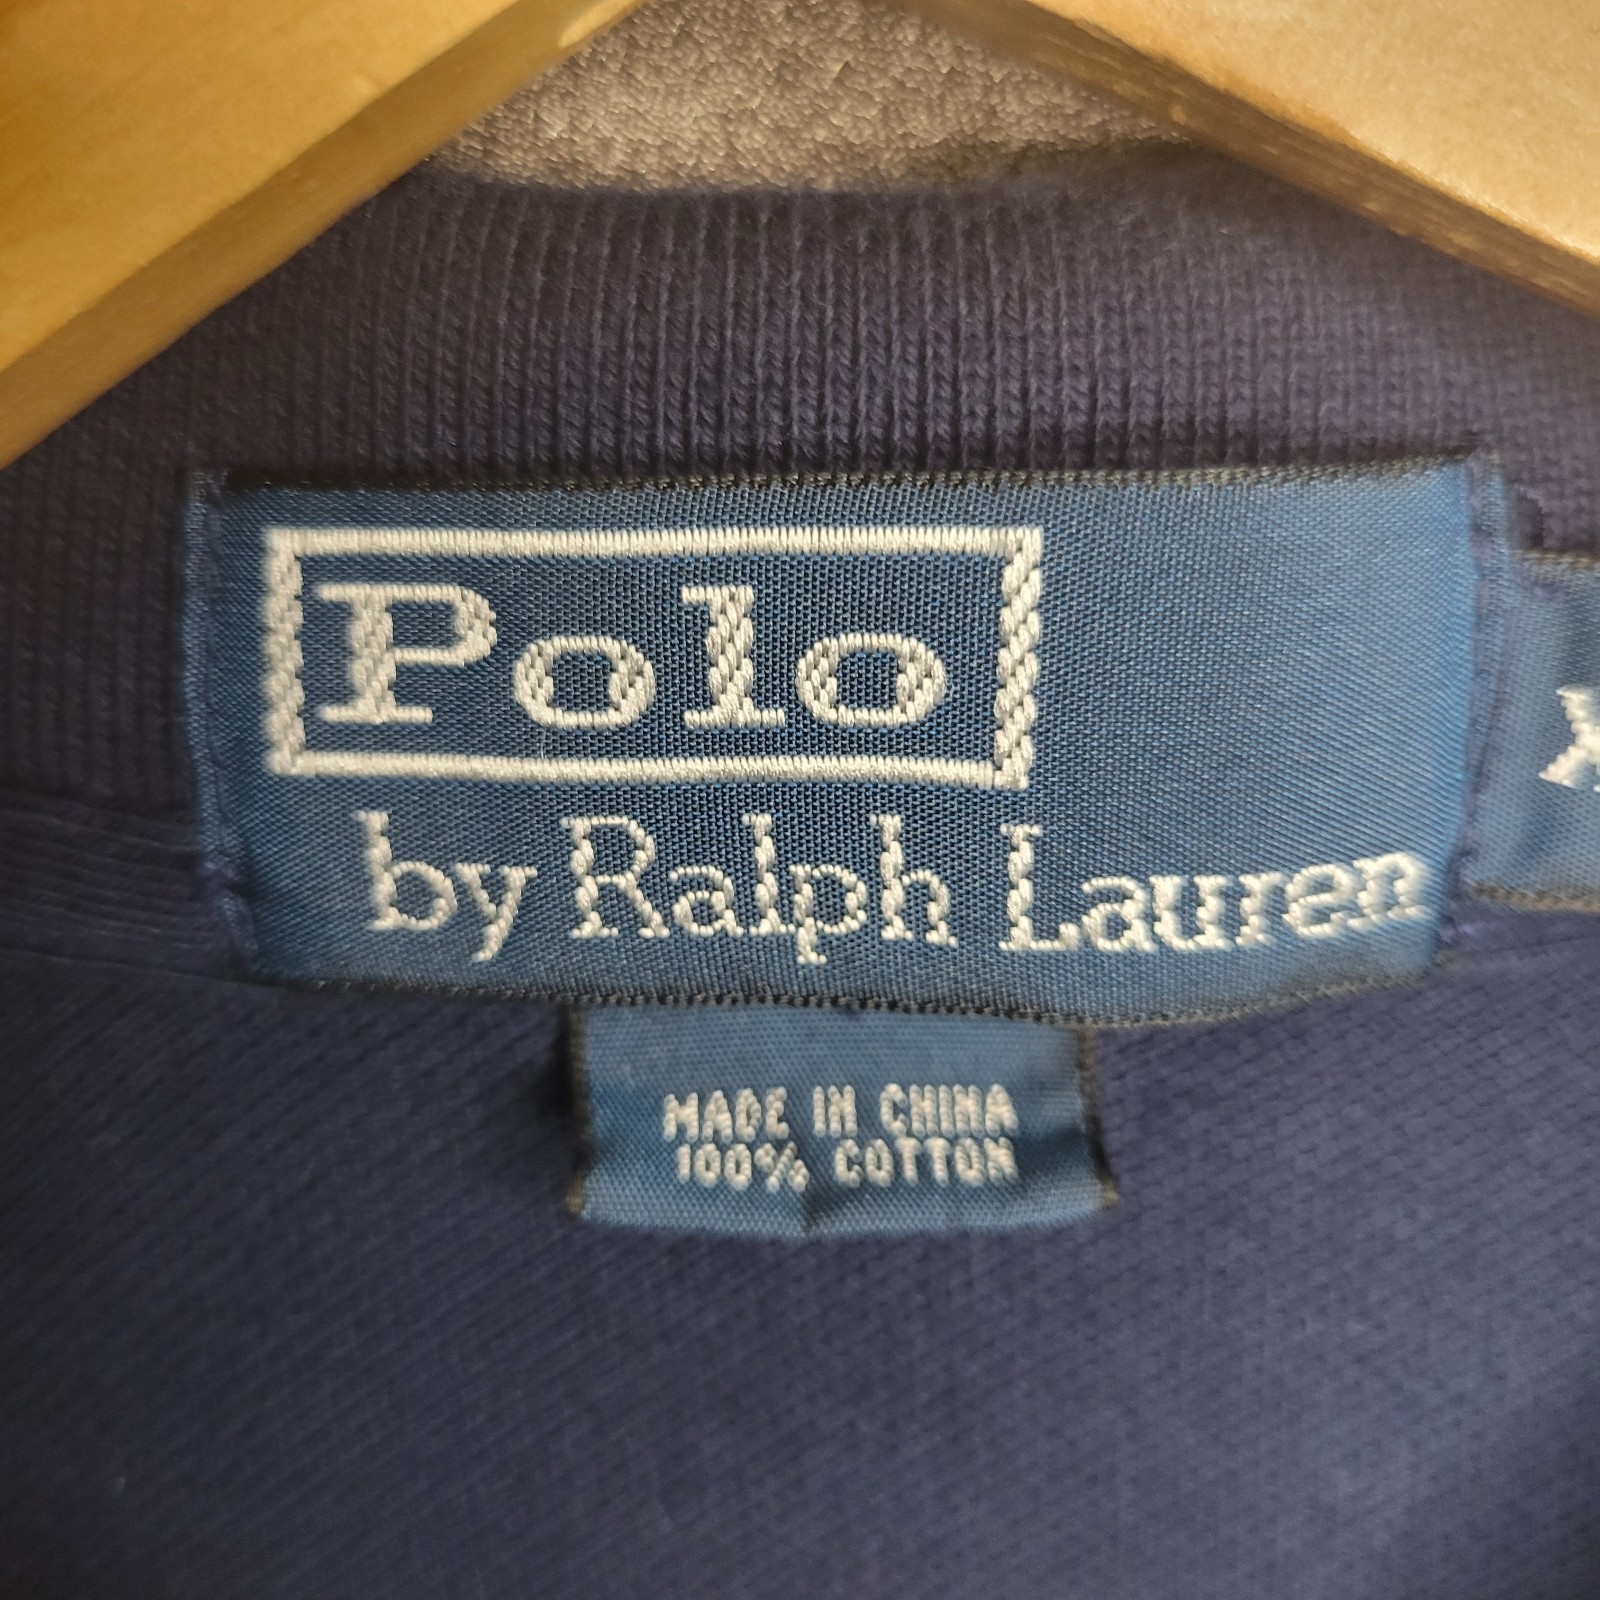 Polo
by Ralph Lauren
MADE IN CHINA
100% COTTON